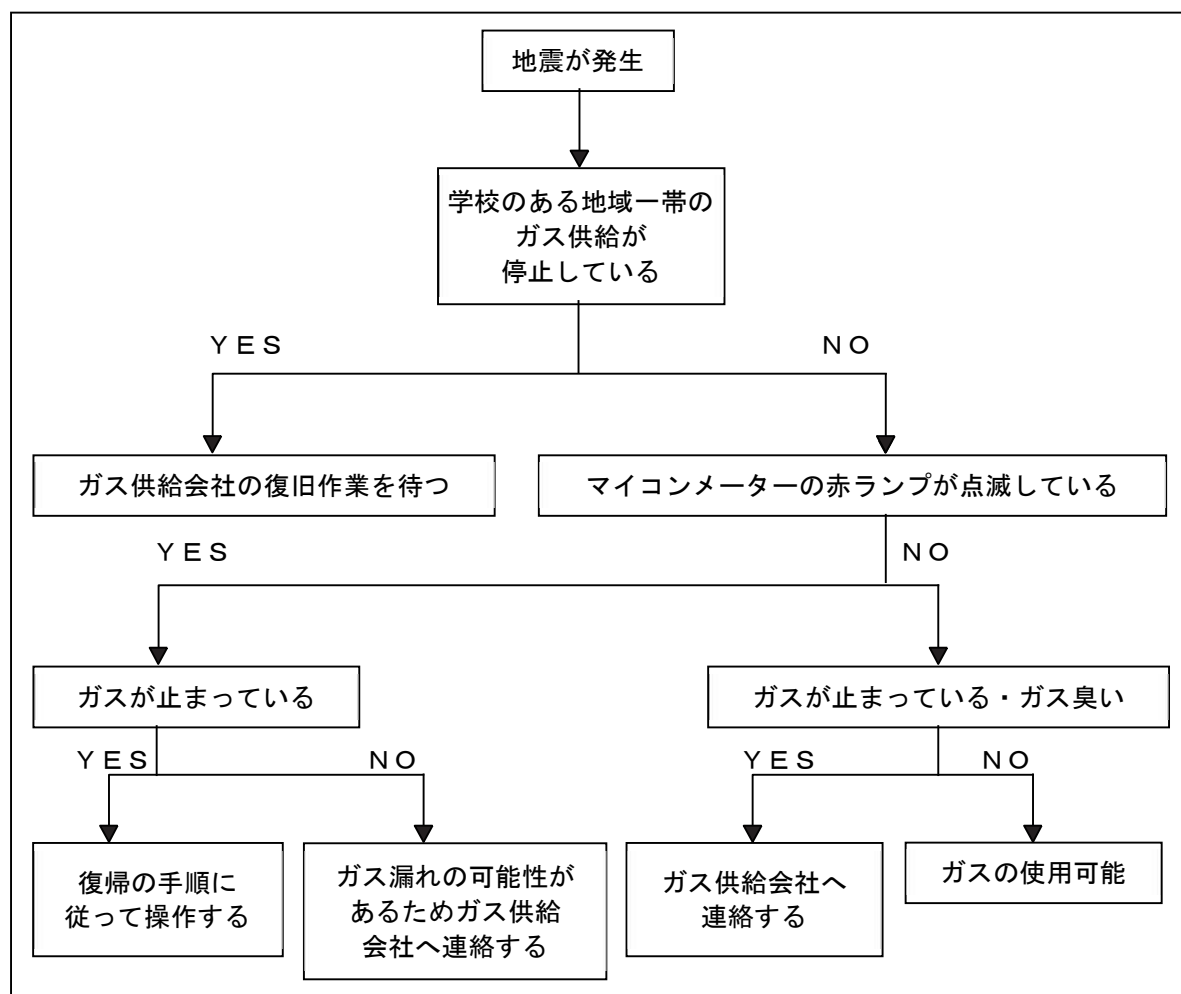 地震が発生
学校のある地域一帯の
ガス供給が
停止している
ＹＥＳ
ＮＯ
ガス供給会社の復旧作業を待つ
マイコンメーターの赤ランプが点滅している
ＹＥＳ
ＮＯ
ガスが止まっている
ガスが止まっている・ガス臭い
ＹＥＳ
ＮＯ
ＹＥＳ
ＮＯ
復帰の手順に
従って操作する
ガス漏れの可能性が
あるためガス供給
会社へ連絡する
ガス供給会社へ
連絡する
ガスの使用可能